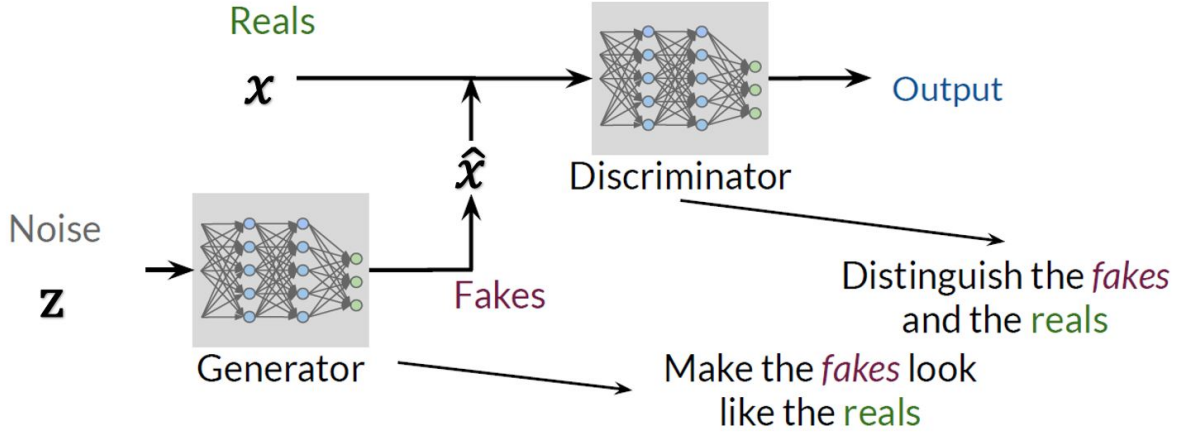 Reals
x
Output
x̂
Discriminator
Noise
z
Fakes
Distinguish the fakes
and the reals
Generator
Make the fakes look
like the reals